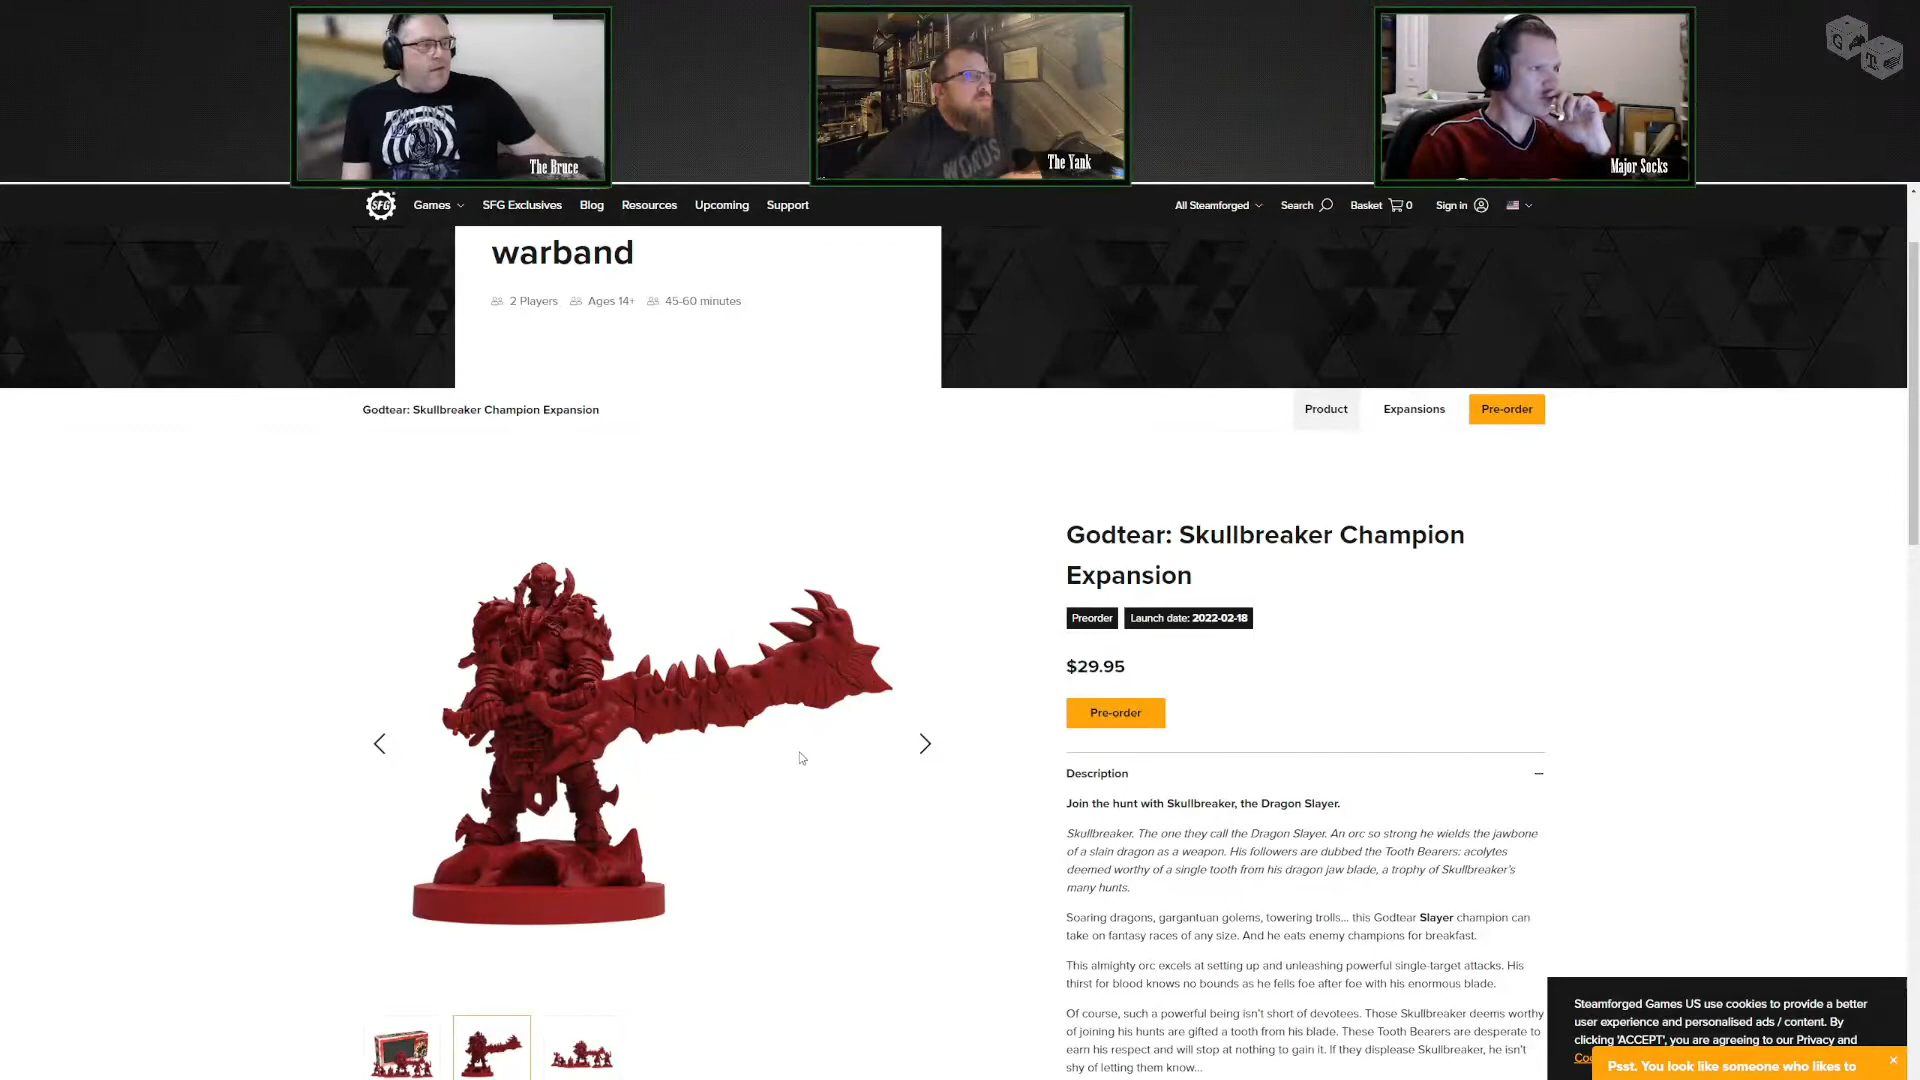 The Bruce
WORDS
The Yank
Major Socks
G
T
SFG
Games
SFG Exclusives
Blog
Resources
Upcoming
Support
All Steamforged
Search
Basket
0
Sign in
warband
2 Players
Ages 14+
45-60 minutes
Godtear: Skullbreaker Champion Expansion
Product
Expansions
Pre-order
Godtear: Skullbreaker Champion
Expansion
Preorder
Launch date: 2022-02-18
$29.95
Pre-order
Description
Join the hunt with Skullbreaker, the Dragon Slayer.
Skullbreaker. The one they call the Dragon Slayer. An orc so strong he wields the jawbone
of a slain dragon as a weapon. His followers are dubbed the Tooth Bearers: acolytes
deemed worthy of a single tooth from his dragon jaw blade, a trophy of Skullbreaker's
many hunts.
Soaring dragons, gargantuan golems, towering trolls... this Godtear Slayer champion can
take on fantasy races of any size. And he eats enemy champions for breakfast.
This almighty orc excels at setting up and unleashing powerful single-target attacks. His
thirst for blood knows no bounds as he fells foe after foe with his enormous blade.
Of course, such a powerful being isn't short of devotees. Those Skullbreaker deems worthy
of joining his hunts are gifted a tooth from his blade. These Tooth Bearers are desperate to
earn his respect and will stop at nothing to gain it. If they displease Skullbreaker, he isn't
shy of letting them know...
Steamforged Games US use cookies to provide a better
user experience and personalised ads / content. By
clicking 'ACCEPT', you are agreeing to our Privacy and
Coo
Psst. You look like someone who likes to